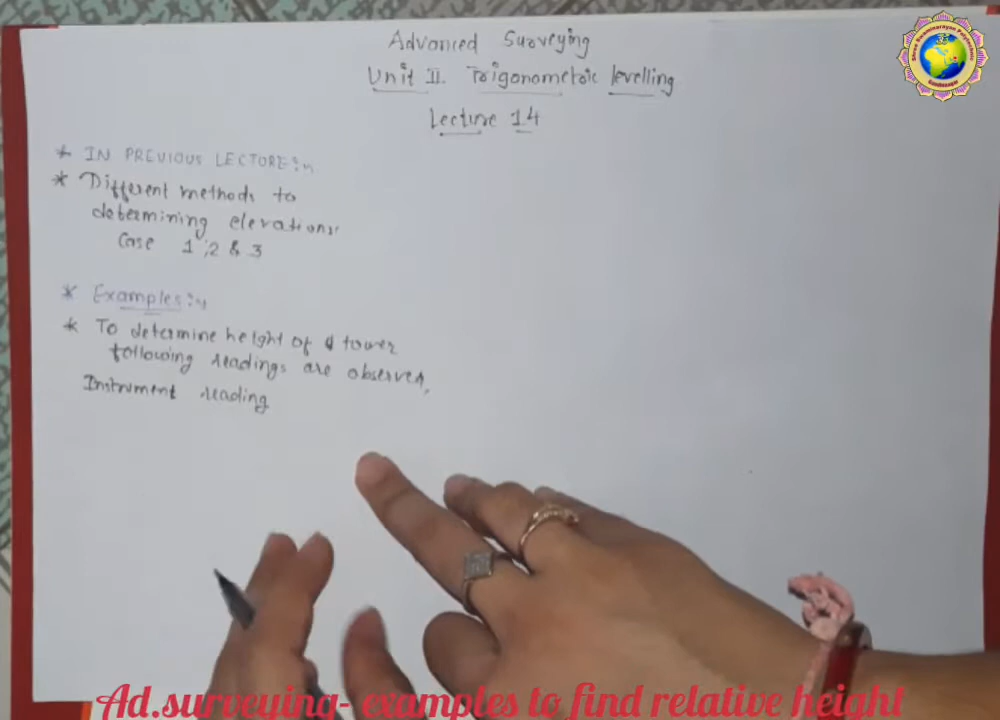 Advanced Surveying
Unit II. Trigonometric levelling
Lecture 14
* IN PREVIOUS LECTURE:-
* Different methods to
determining elevations
Case 1, 2 & 3
* Examples:-
* To determine height of a tower
following readings are observed,
Instrument reading
Ad.surveying- examples to find relative height